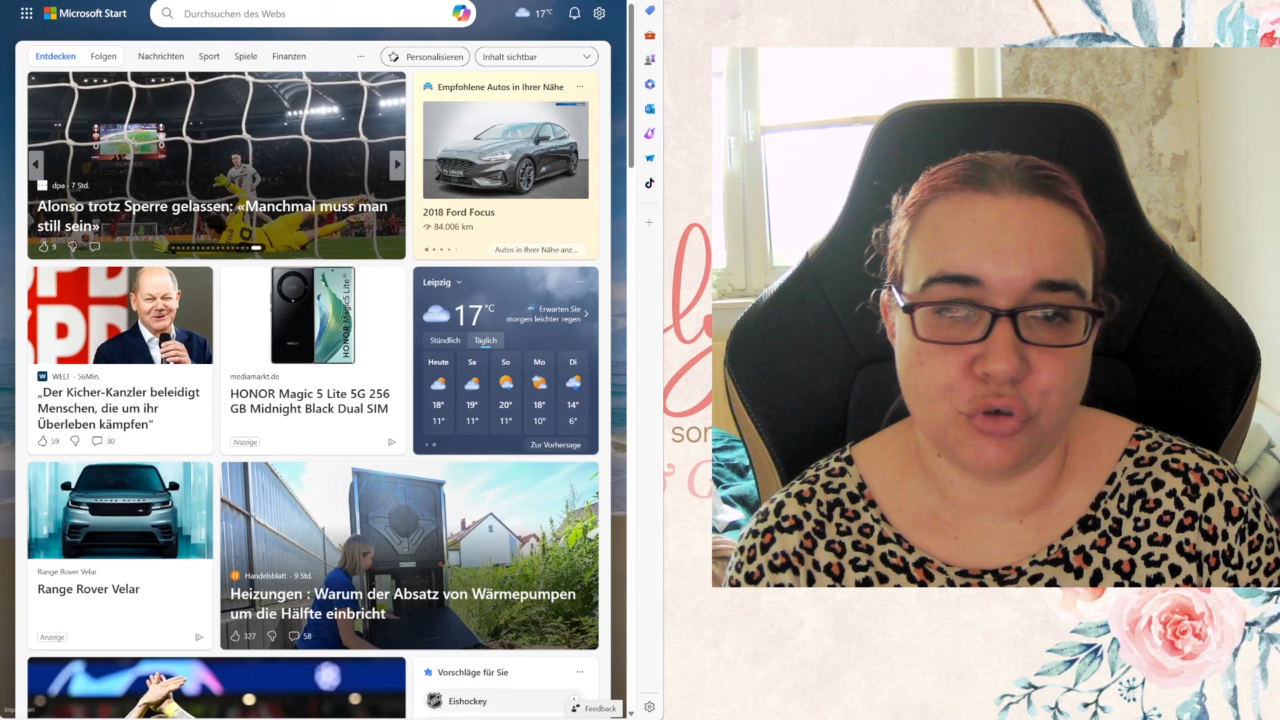 Microsoft Start
Durchsuchen des Webs
17°C
Entdecken
Folgen
Nachrichten
Sport
Spiele
Finanzen
Personalisieren
Inhalt sichtbar
dpa · 7 Std.
Alonso trotz Sperre gelassen: «Manchmal muss man
still sein»
9
Empfohlene Autos in Ihrer Nähe
2018 Ford Focus
84.006 km
Autos in Ihrer Nähe anz...
SPD
WELT · 56Min.
„Der Kicher-Kanzler beleidigt
Menschen, die um ihr
Überleben kämpfen“
59
30
HONOR Magic5 Lite
mediamarkt.de
HONOR Magic 5 Lite 5G 256
GB Midnight Black Dual SIM
Anzeige
Leipzig
17°C
Erwarten Sie
morgen leichter regen
Stündlich
Täglich
Heute Sa So Mo Di
18° 19° 20° 18° 14°
11° 11° 11° 10° 6°
Zur Vorhersage
Range Rover Velar
Range Rover Velar
Anzeige
Handelsblatt · 9 Std.
Heizungen : Warum der Absatz von Wärmepumpen
um die Hälfte einbricht
327
58
Vorschläge für Sie
Eishockey
Feedback